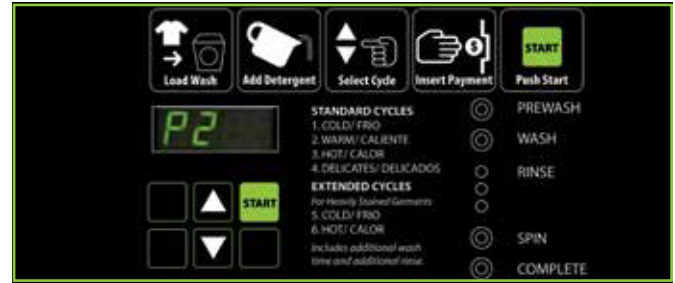 START
Load Wash
Add Detergent
Select Cycle
Insert Payment
Push Start
$
P2
START
STANDARD CYCLES
1. COLD/ FRIO
2. WARM/ CALIENTE
3. HOT/ CALOR
4. DELICATES/ DELICADOS
EXTENDED CYCLES
For Heavily Stained Garments
5. COLD/ FRIO
6. HOT/ CALOR
Includes additional wash
time and additional rinse.
PREWASH
WASH
RINSE
SPIN
COMPLETE